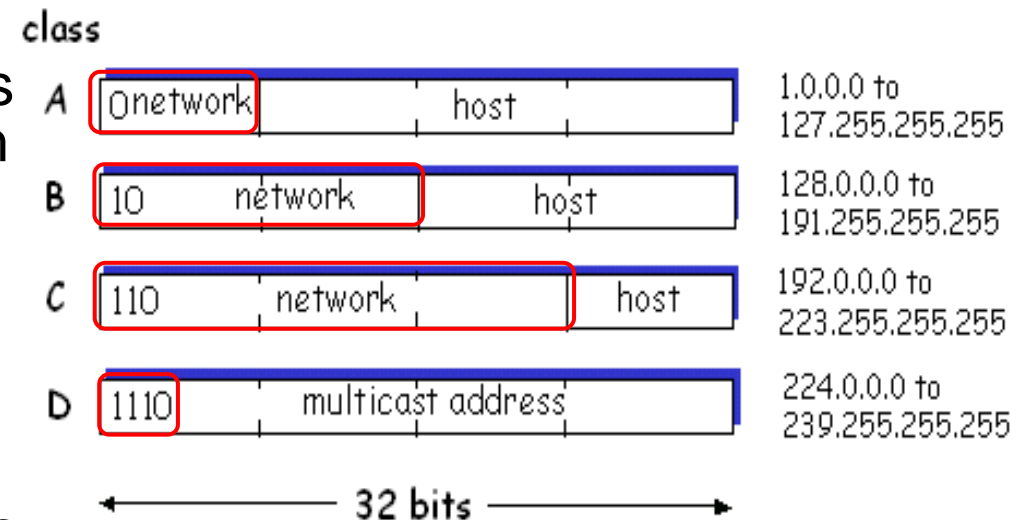 class
s
A 0network host 1.0.0.0 to
127.255.255.255
n
B 10 network host 128.0.0.0 to
191.255.255.255
C 110 network host 192.0.0.0 to
223.255.255.255
D 1110 multicast address 224.0.0.0 to
239.255.255.255
32 bits